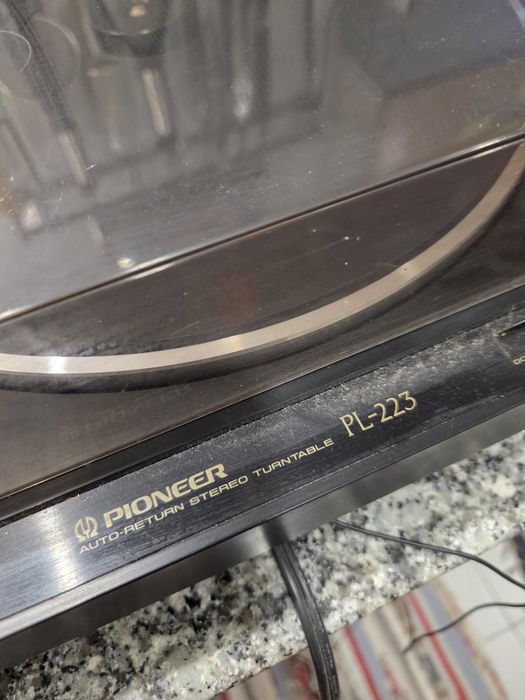 PIONEER
AUTO-RETURN STEREO TURNTABLE PL-223